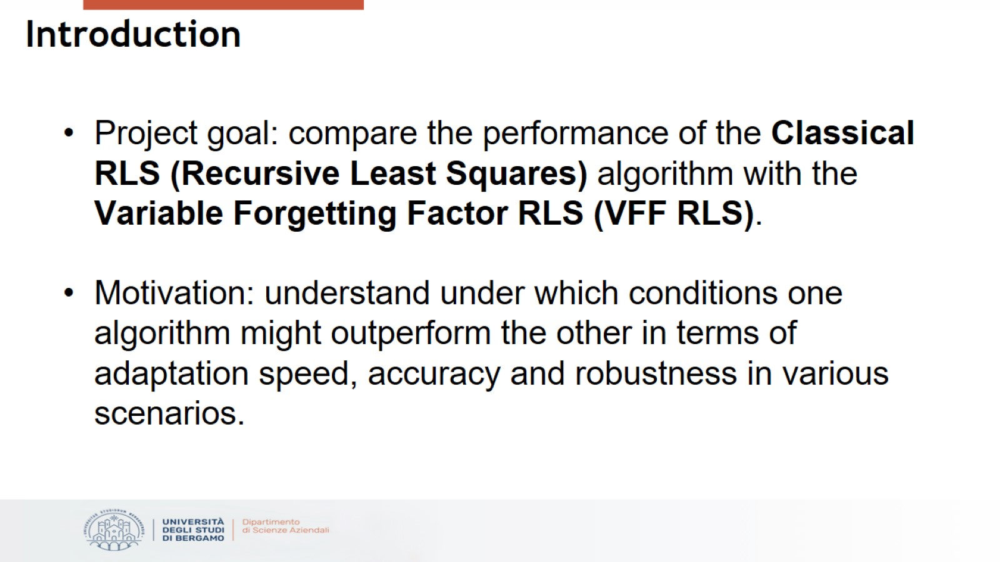 Introduction
• Project goal: compare the performance of the Classical
RLS (Recursive Least Squares) algorithm with the
Variable Forgetting Factor RLS (VFF RLS).
• Motivation: understand under which conditions one
algorithm might outperform the other in terms of
adaptation speed, accuracy and robustness in various
scenarios.
UNIVERSITÀ
DEGLI STUDI
DI BERGAMO
Dipartimento
di Scienze Aziendali